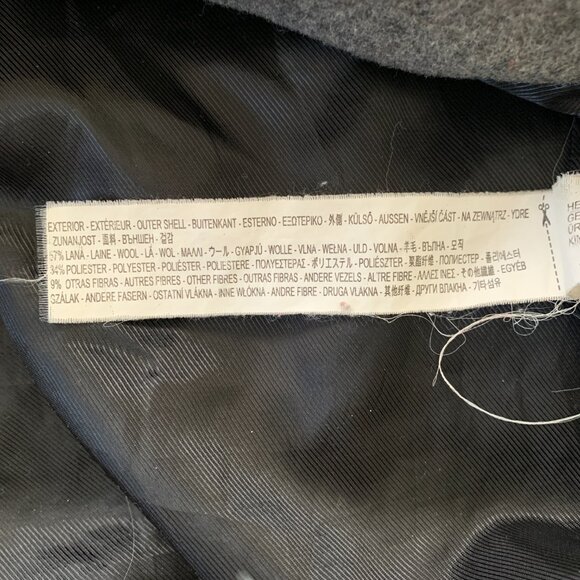 EXTERIOR - EXTÉRIEUR - OUTER SHELL - BUITENKANT - ESTERNO - ΕΞΩΤΕΡΙΚΟ - 外側 - KÜLSŐ - AUSSEN - VNĚJŠÍ ČÁST - NA ZEWNĄTRZ - YDRE
- ZUNANJOST - 面料 - ВЪНШЕН - 겉감
57% LANA - LAINE - WOOL - LÃ - WOL - ΜΑΛΛΙ - ウール - GYAPJÚ - WOLLE - VLNA - WEŁNA - ULD - VOLNA - 羊毛 - ВЪЛНА - 모직
34% POLIESTER - POLYESTER - POLIÉSTER - POLIESTERE - ΠΟΛΥΕΣΤΕΡΑΣ - ポリエステル - POLIÉSZTER - 聚酯纤维 - ПОЛИЕСТЕР - 폴리에스터
9% OTRAS FIBRAS - AUTRES FIBRES - OTHER FIBRES - OUTRAS FIBRAS - ANDERE VEZELS - ALTRE FIBRE - ΑΛΛΕΣ ΙΝΕΣ - その他繊維 - EGYÉB
SZÁLAK - ANDERE FASERN - OSTATNÍ VLÁKNA - INNE WŁÓKNA - ANDRE FIBRE - DRUGA VLAKNA - 其他纤维 - ДРУГИ ВЛАКНА - 기타섬유